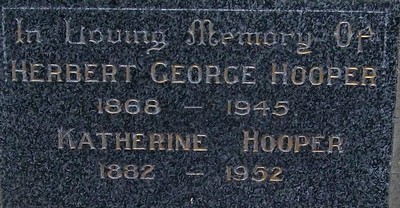 In Loving Memory Of
HERBERT GEORGE HOOPER
1868 – 1945
KATHERINE HOOPER
1882 – 1952